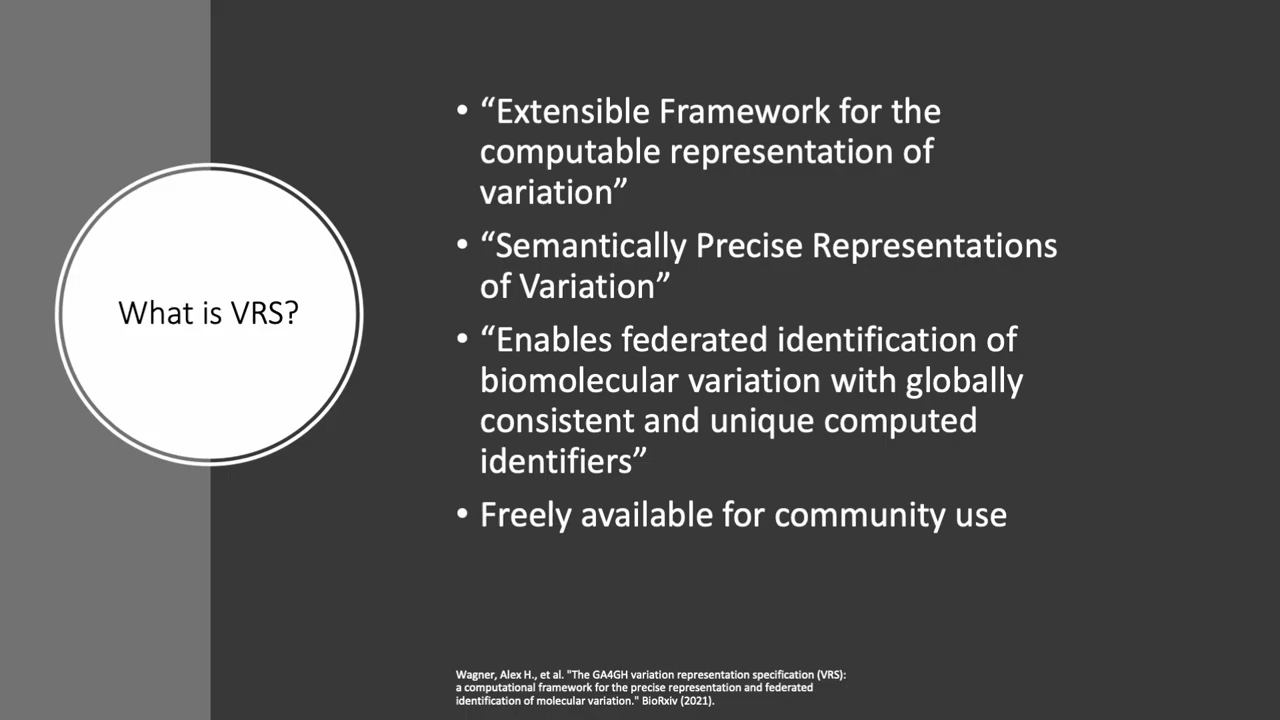 What is VRS?
• “Extensible Framework for the
computable representation of
variation”
• “Semantically Precise Representations
of Variation”
• “Enables federated identification of
biomolecular variation with globally
consistent and unique computed
identifiers”
• Freely available for community use
Wagner, Alex H., et al. "The GA4GH variation representation specification (VRS):
a computational framework for the precise representation and federated
identification of molecular variation." BioRxiv (2021).